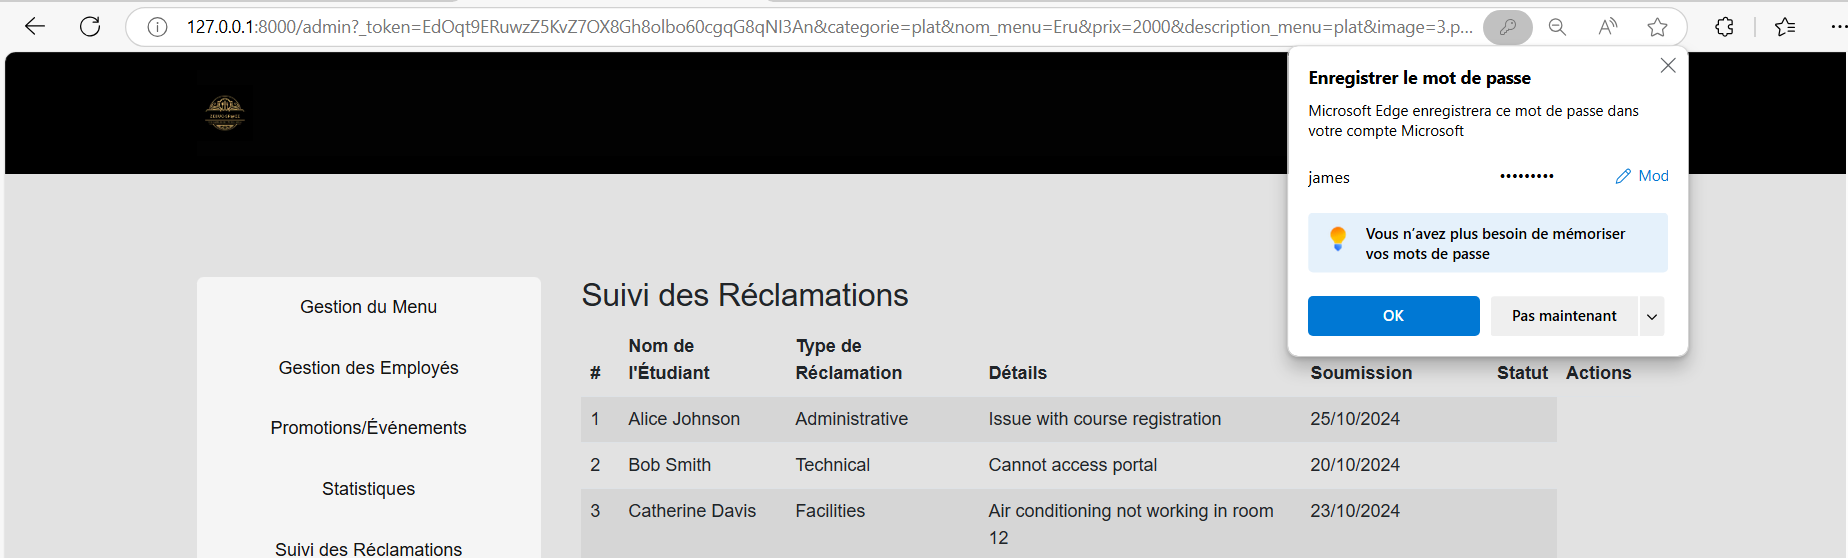 127.0.0.1:8000/admin?_token=EdOqt9ERuwzZ5KvZ7OX8Gh8olbo60cgqG8qNI3An&categorie=plat&nom_menu=Eru&prix=2000&description_menu=plat&image=3.p...
Enregistrer le mot de passe
Microsoft Edge enregistrera ce mot de passe dans
votre compte Microsoft
james ••••••••• Mod
Vous n'avez plus besoin de mémoriser
vos mots de passe
OK Pas maintenant
Gestion du Menu
Gestion des Employés
Promotions/Événements
Statistiques
Suivi des Réclamations
Suivi des Réclamations
# Nom de l'Étudiant Type de Réclamation Détails Soumission Statut Actions
1 Alice Johnson Administrative Issue with course registration 25/10/2024
2 Bob Smith Technical Cannot access portal 20/10/2024
3 Catherine Davis Facilities Air conditioning not working in room 12 23/10/2024